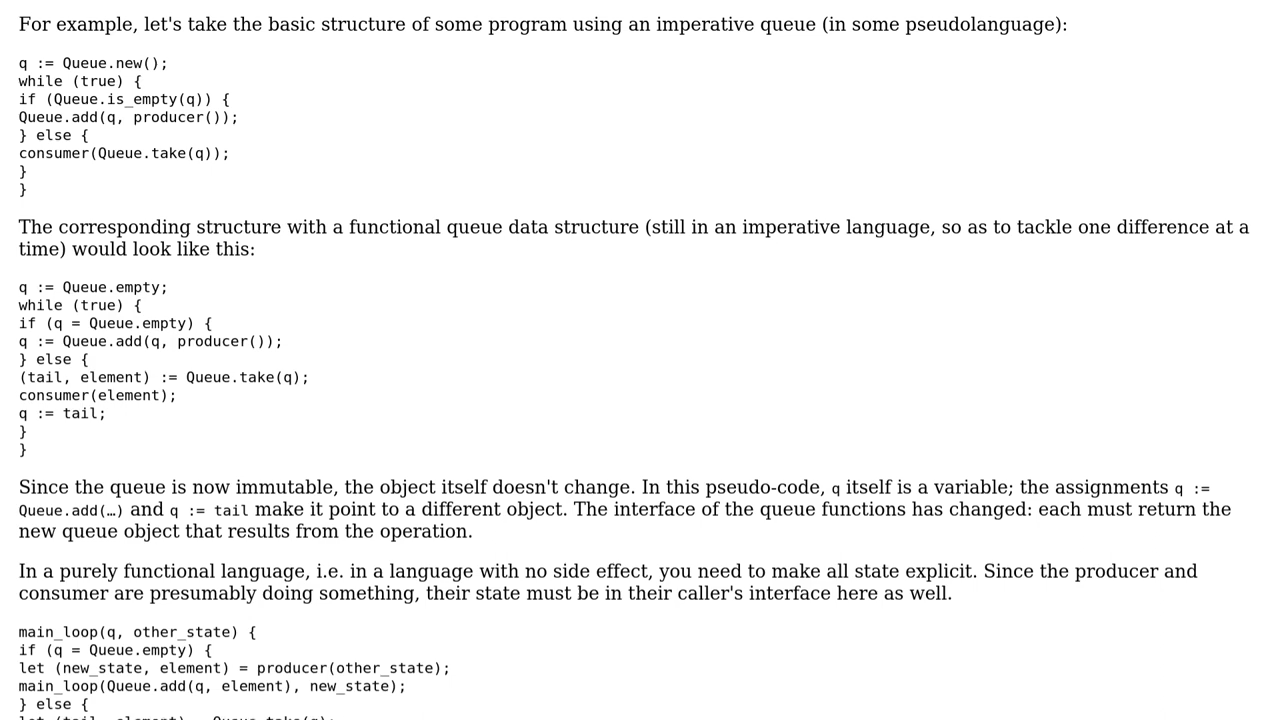 For example, let's take the basic structure of some program using an imperative queue (in some pseudolanguage):
q := Queue.new();
while (true) {
if (Queue.is_empty(q)) {
Queue.add(q, producer());
} else {
consumer(Queue.take(q));
}
}
The corresponding structure with a functional queue data structure (still in an imperative language, so as to tackle one difference at a
time) would look like this:
q := Queue.empty;
while (true) {
if (q = Queue.empty) {
q := Queue.add(q, producer());
} else {
(tail, element) := Queue.take(q);
consumer(element);
q := tail;
}
}
Since the queue is now immutable, the object itself doesn't change. In this pseudo-code, q itself is a variable; the assignments q :=
Queue.add(…) and q := tail make it point to a different object. The interface of the queue functions has changed: each must return the
new queue object that results from the operation.
In a purely functional language, i.e. in a language with no side effect, you need to make all state explicit. Since the producer and
consumer are presumably doing something, their state must be in their caller's interface here as well.
main_loop(q, other_state) {
if (q = Queue.empty) {
let (new_state, element) = producer(other_state);
main_loop(Queue.add(q, element), new_state);
} else {